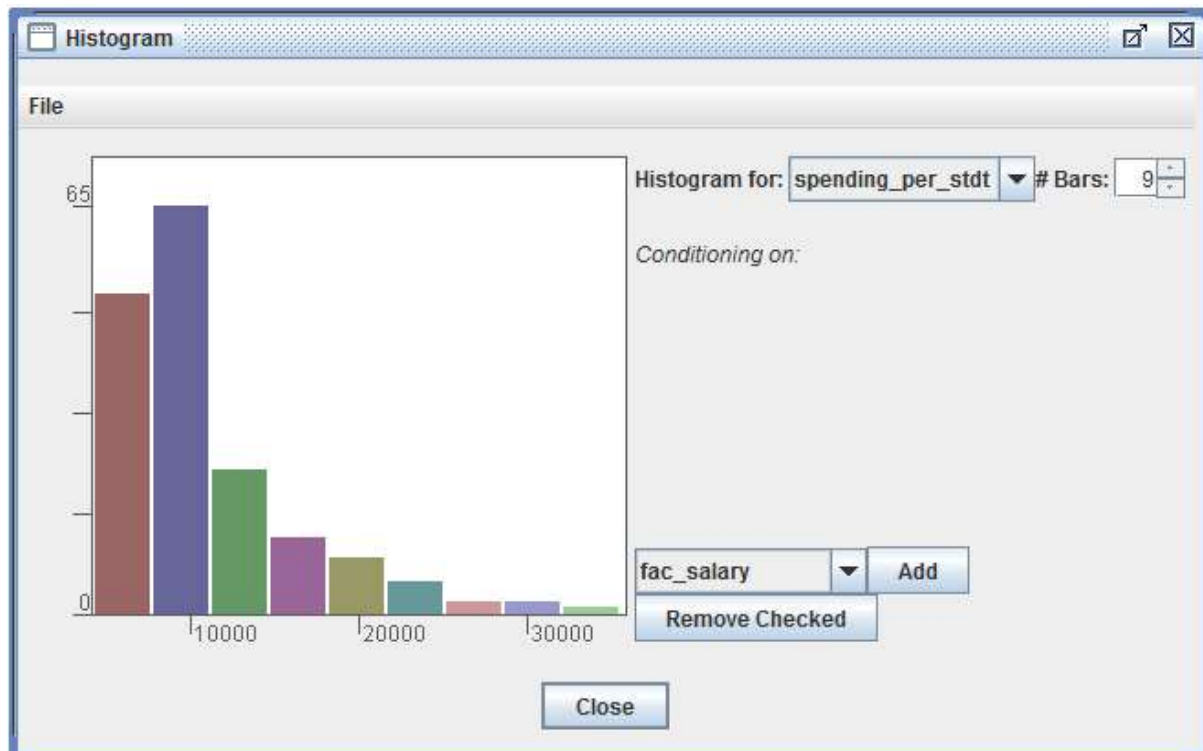 Histogram
File
65
0
10000 20000 30000
Histogram for: spending_per_stdt # Bars: 9
Conditioning on:
fac_salary Add
Remove Checked
Close